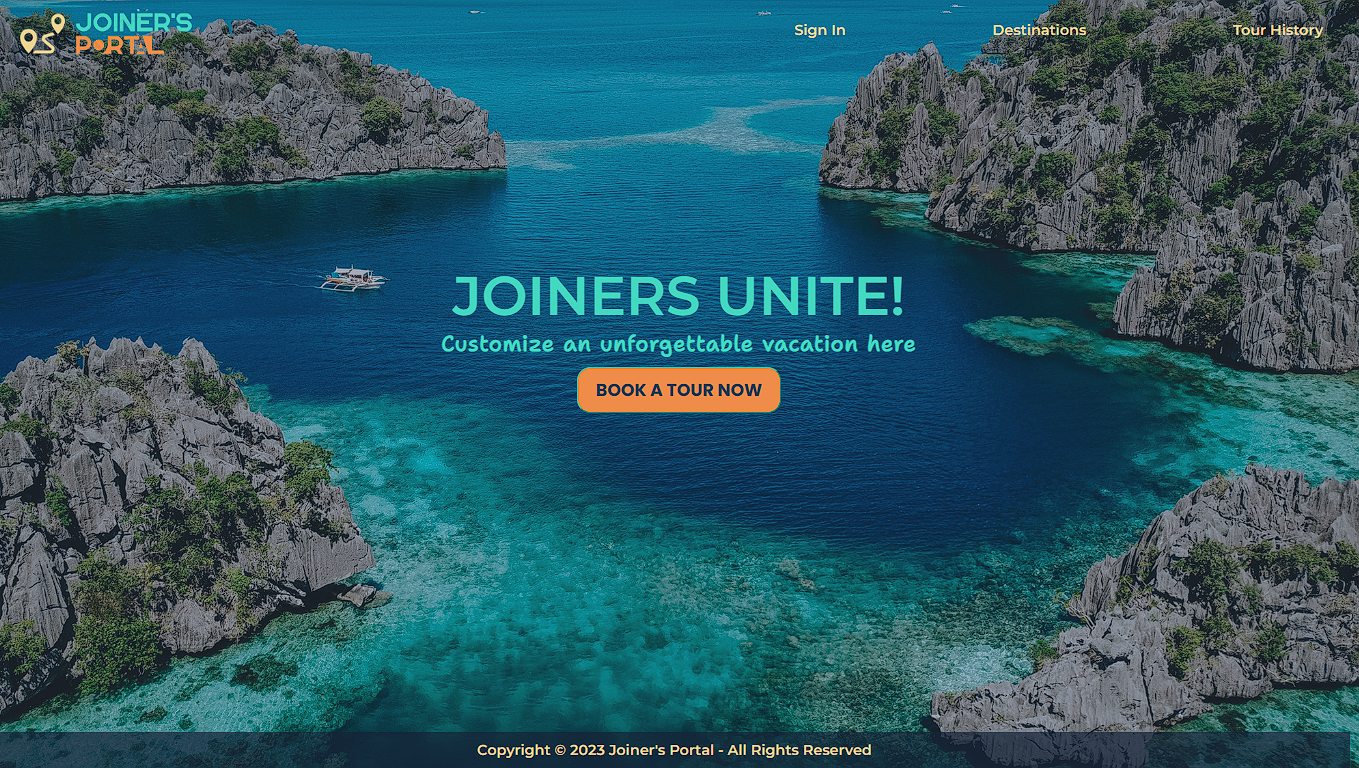 JOINER'S
PORTAL
Sign In
Destinations
Tour History
JOINERS UNITE!
Customize an unforgettable vacation here
BOOK A TOUR NOW
Copyright © 2023 Joiner's Portal - All Rights Reserved